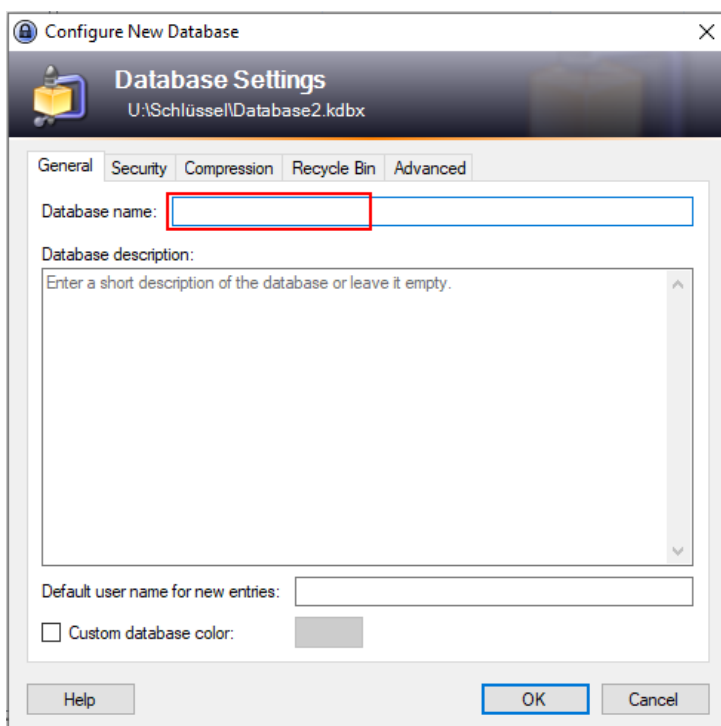 Configure New Database
Database Settings
U:\Schlüssel\Database2.kdbx
General Security Compression Recycle Bin Advanced
Database name:
Database description:
Enter a short description of the database or leave it empty.
Default user name for new entries:
Custom database color:
Help OK Cancel